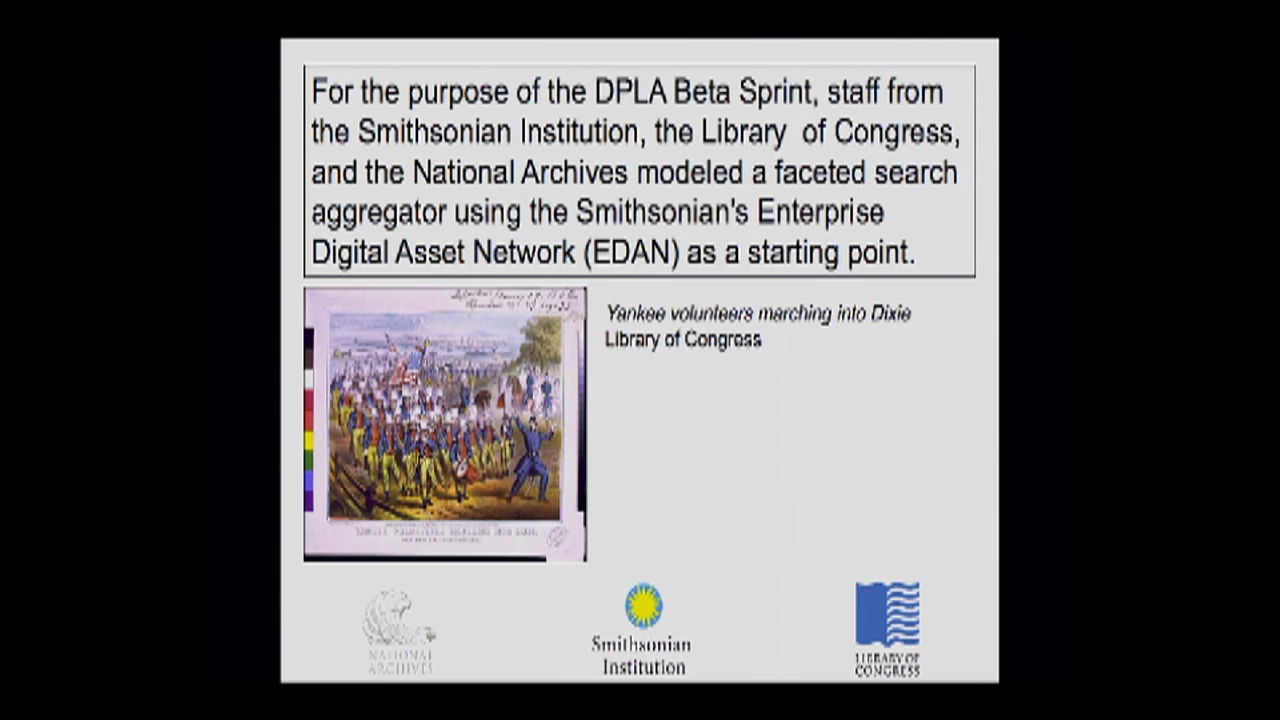 For the purpose of the DPLA Beta Sprint, staff from
the Smithsonian Institution, the Library of Congress,
and the National Archives modeled a faceted search
aggregator using the Smithsonian's Enterprise
Digital Asset Network (EDAN) as a starting point.
Yankee volunteers marching into Dixie
Library of Congress
NATIONAL
ARCHIVES
Smithsonian
Institution
LIBRARY OF
CONGRESS